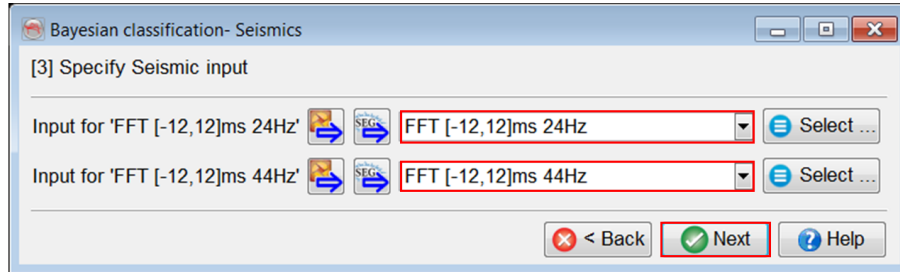 Bayesian classification- Seismics
[3] Specify Seismic input
Input for 'FFT [-12,12]ms 24Hz' SEG FFT [-12,12]ms 24Hz Select ...
Input for 'FFT [-12,12]ms 44Hz' SEG FFT [-12,12]ms 44Hz Select ...
< Back Next ? Help